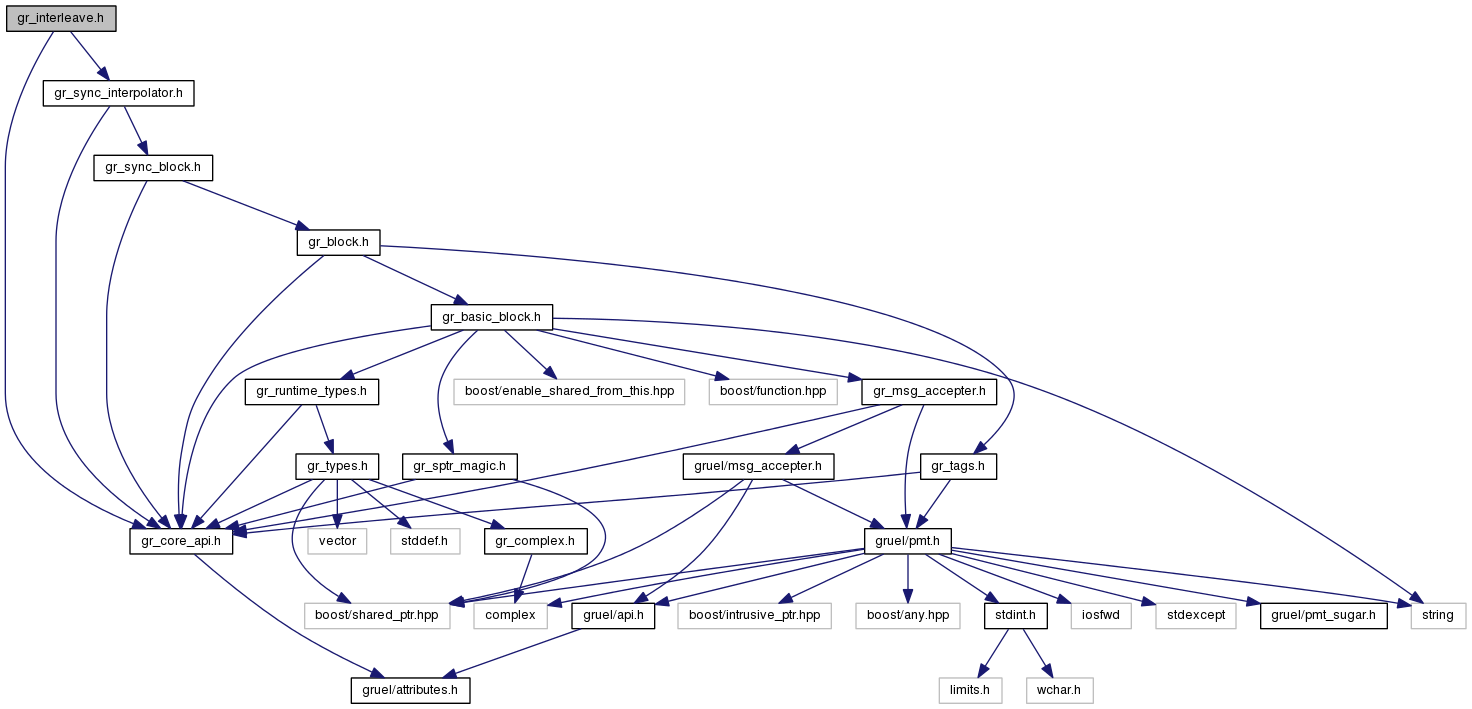 gr_interleave.h
gr_sync_interpolator.h
gr_sync_block.h
gr_block.h
gr_basic_block.h
gr_runtime_types.h
boost/enable_shared_from_this.hpp
boost/function.hpp
gr_msg_accepter.h
gr_types.h
gr_sptr_magic.h
gruel/msg_accepter.h
gr_tags.h
gr_core_api.h
vector
stddef.h
gr_complex.h
gruel/pmt.h
boost/shared_ptr.hpp
complex
gruel/api.h
boost/intrusive_ptr.hpp
boost/any.hpp
stdint.h
iosfwd
stdexcept
gruel/pmt_sugar.h
string
gruel/attributes.h
limits.h
wchar.h